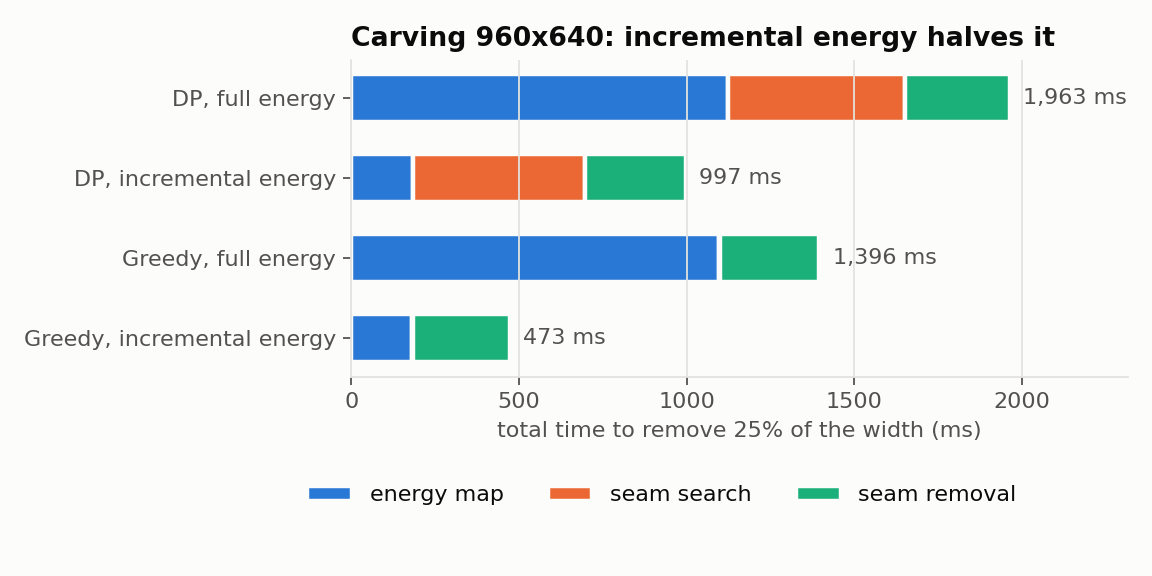 Carving 960x640: incremental energy halves it
DP, full energy
1,963 ms
DP, incremental energy
997 ms
Greedy, full energy
1,396 ms
Greedy, incremental energy
473 ms
0 500 1000 1500 2000
total time to remove 25% of the width (ms)
energy map seam search seam removal